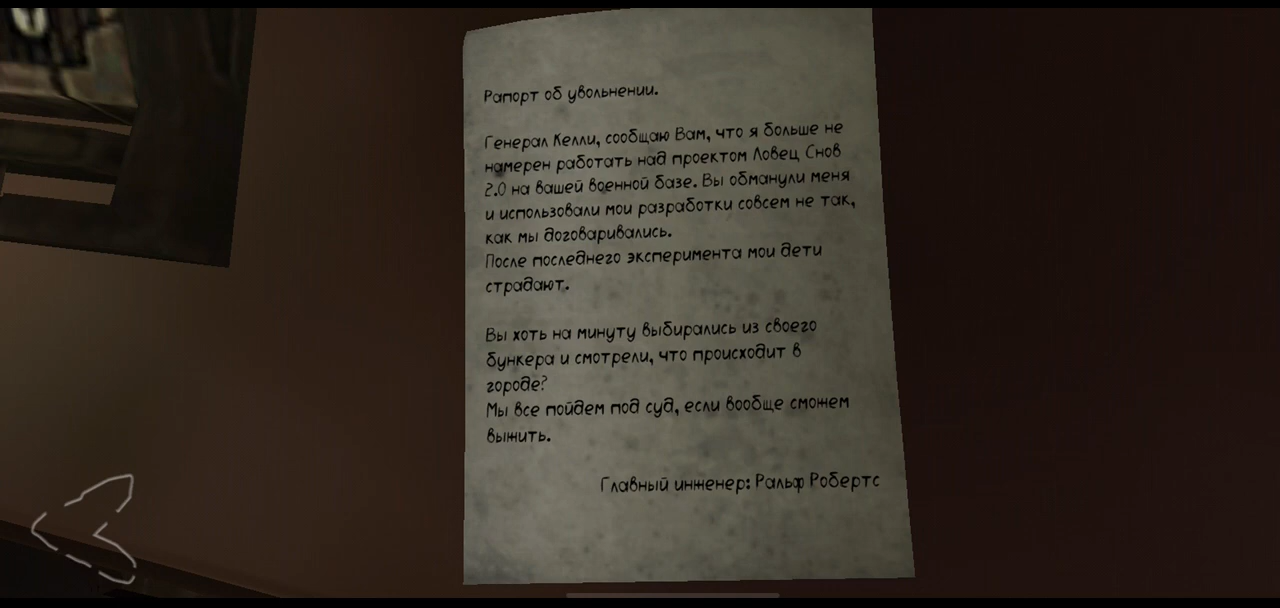 Рапорт об увольнении.
Генерал Келли, сообщаю Вам, что я больше не
намерен работать над проектом Ловец Снов
2.0 на вашей военной базе. Вы обманули меня
и использовали мои разработки совсем не так,
как мы договаривались.
После последнего эксперимента мои дети
страдают.
Вы хоть на минуту выбирались из своего
бункера и смотрели, что происходит в
городе?
Мы все пойдем под суд, если вообще сможем
выжить.
Главный инженер: Ральф Робертс